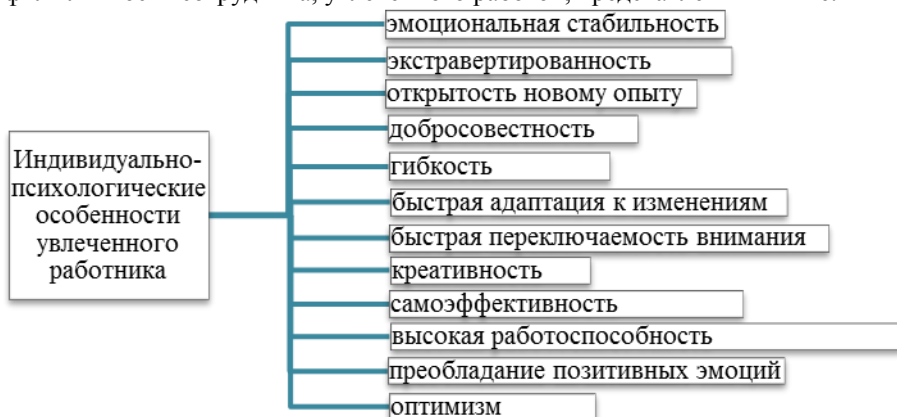 эмоциональная стабильность
экстравертированность
открытость новому опыту
добросовестность
гибкость
Индивидуально-
психологические
особенности
увлеченного
работника
быстрая адаптация к изменениям
быстрая переключаемость внимания
креативность
самоэффективность
высокая работоспособность
преобладание позитивных эмоций
оптимизм